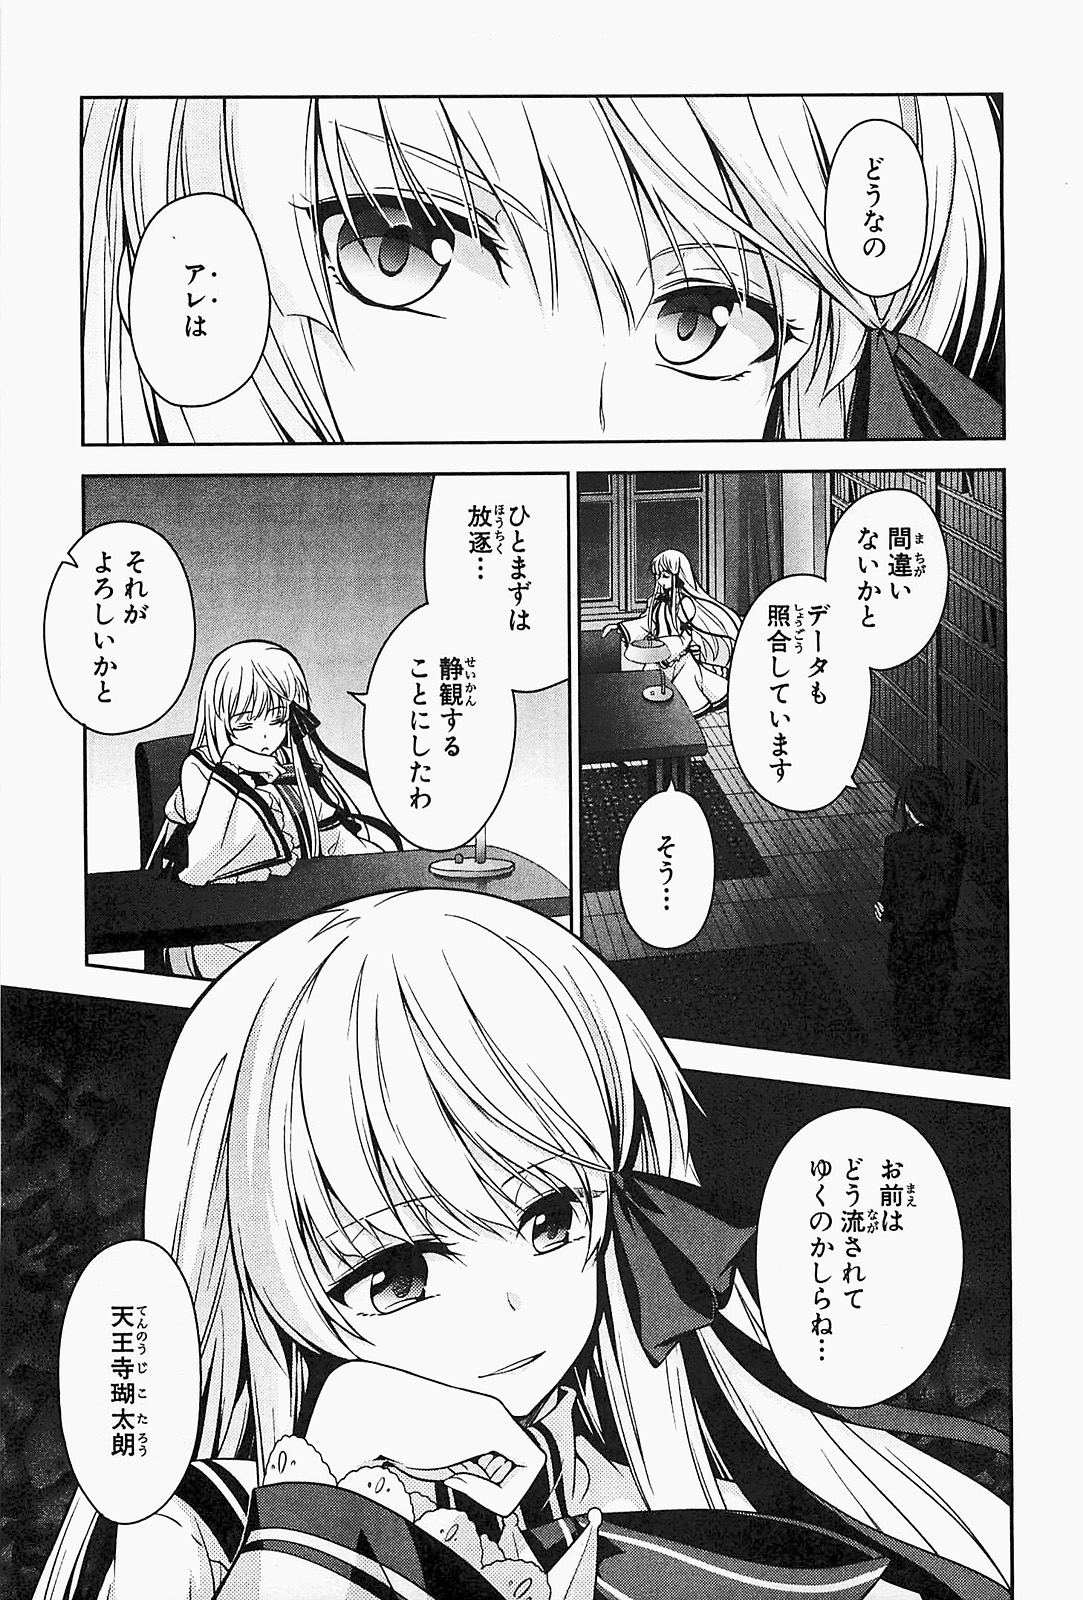 どうなの
アレは
間違い
ないかと
データも
照合しています
そう…
ひとまずは
放逐…
静観する
ことにしたわ
それが
よろしいかと
お前は
どう流されて
ゆくのかしらね…
天王寺瑚太朗